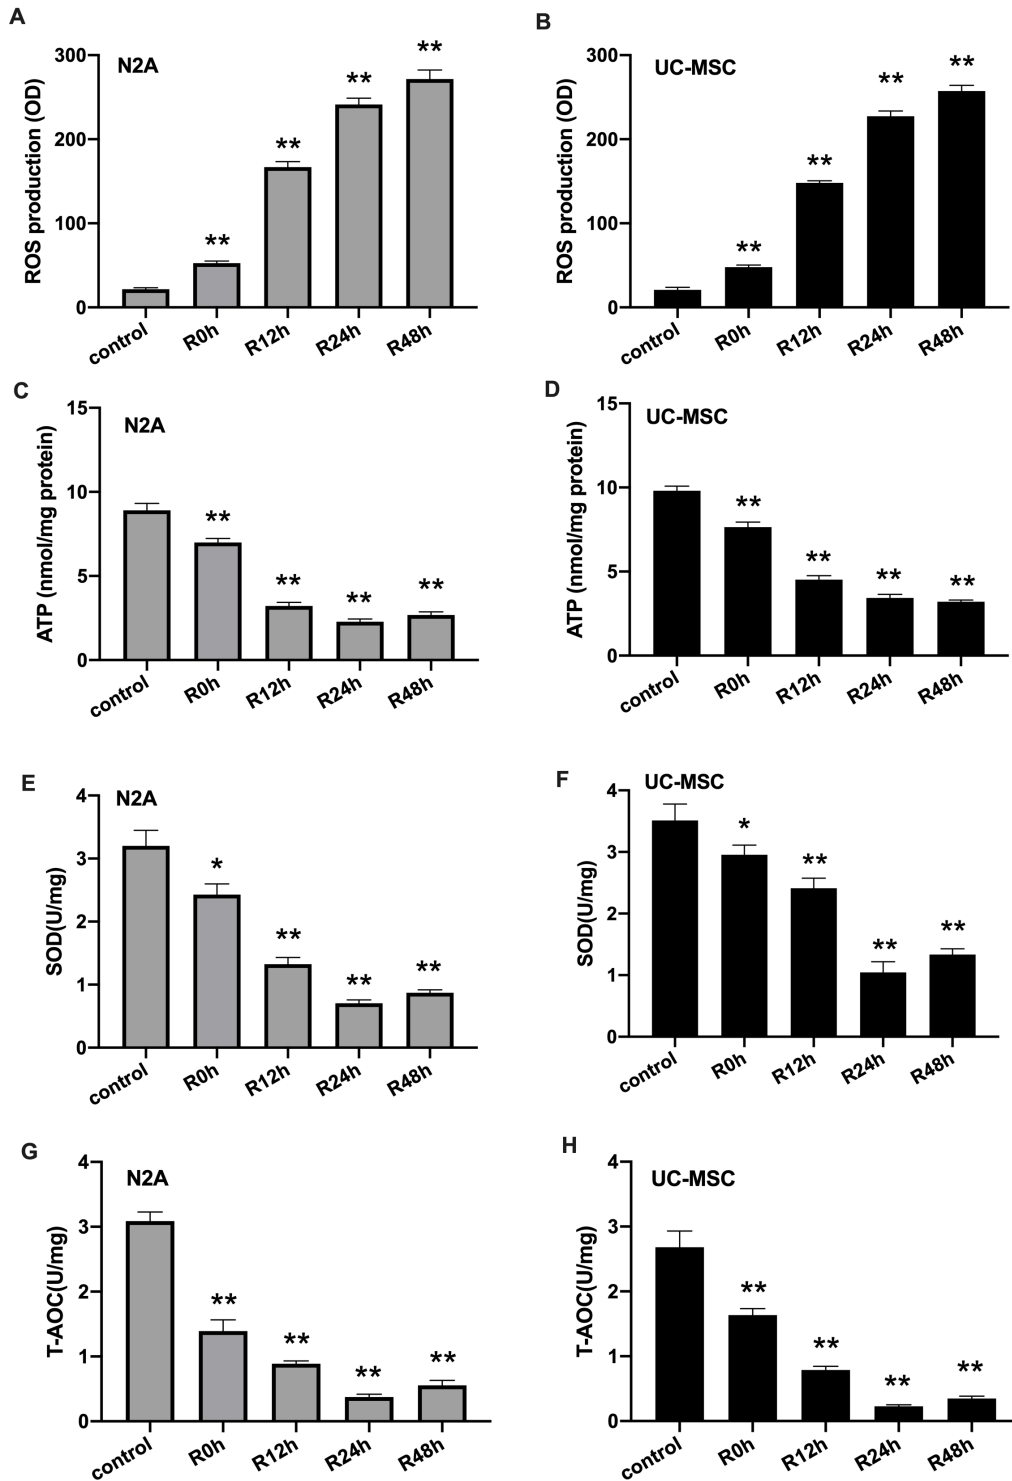 A
N2A
ROS production (OD)
300
200
100
0
**
**
**
**
control
R0h
R12h
R24h
R48h
B
UC-MSC
ROS production (OD)
300
200
100
0
**
**
**
**
control
R0h
R12h
R24h
R48h
C
N2A
ATP (nmol/mg protein)
15
10
5
0
**
**
**
**
control
R0h
R12h
R24h
R48h
D
UC-MSC
ATP (nmol/mg protein)
15
10
5
0
**
**
**
**
control
R0h
R12h
R24h
R48h
E
N2A
SOD(U/mg)
4
3
2
1
0
*
**
**
**
control
R0h
R12h
R24h
R48h
F
UC-MSC
SOD(U/mg)
4
3
2
1
0
*
**
**
**
control
R0h
R12h
R24h
R48h
G
N2A
T-AOC(U/mg)
4
3
2
1
0
**
**
**
**
control
R0h
R12h
R24h
R48h
H
UC-MSC
T-AOC(U/mg)
4
3
2
1
0
**
**
**
**
control
R0h
R12h
R24h
R48h